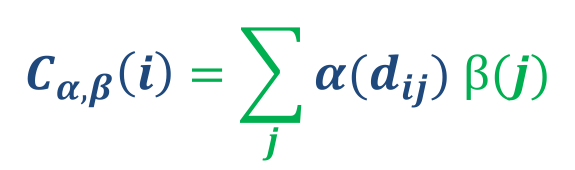 C_{α,β}(i) = ∑_j α(d_{ij}) β(j)